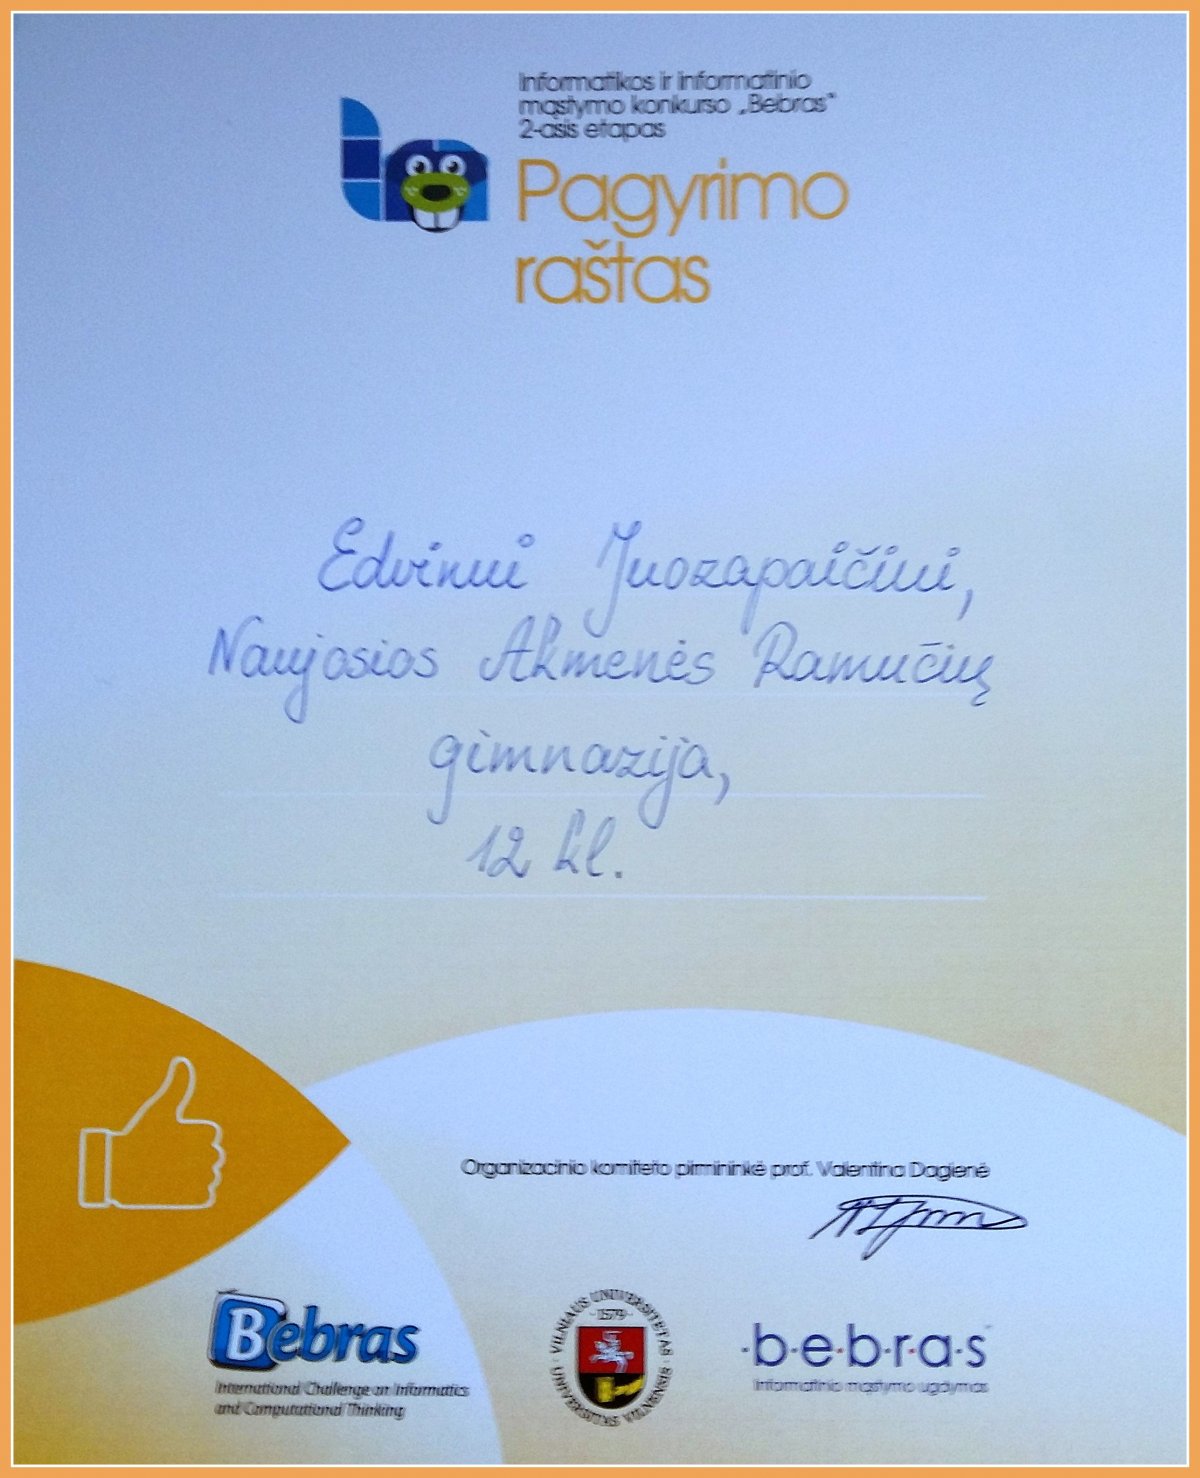 Informatikos ir informatinio
mąstymo konkurso „Bebras“
2-asis etapas
Pagyrimo
raštas
Edvinui Juozapaičiui,
Naujosios Akmenės Ramučių
gimnazija,
12 kl.
Organizacinio komiteto pirmininkė prof. Valentina Dagienė
Bebras
International Challenge on Informatics
and Computational Thinking
VILNIAUS UNIVERSITETAS
1579
UNIVERSITAS VILNENSIS
·b·e·b·r·a·s
Informatinio mąstymo ugdymas